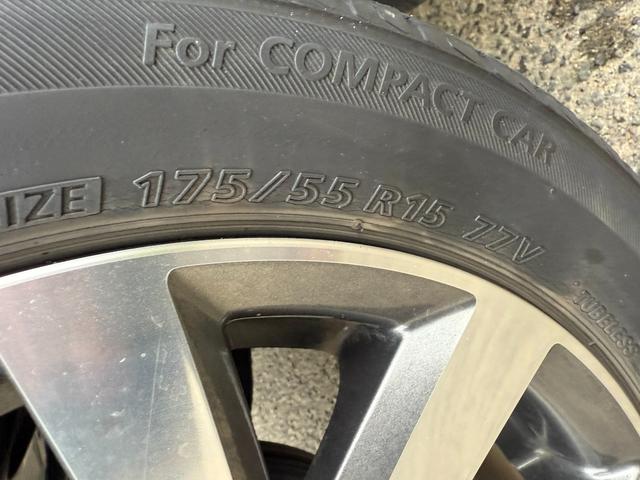 For COMPACT CAR
IZE 175/55 R15 77V
TUBELESS